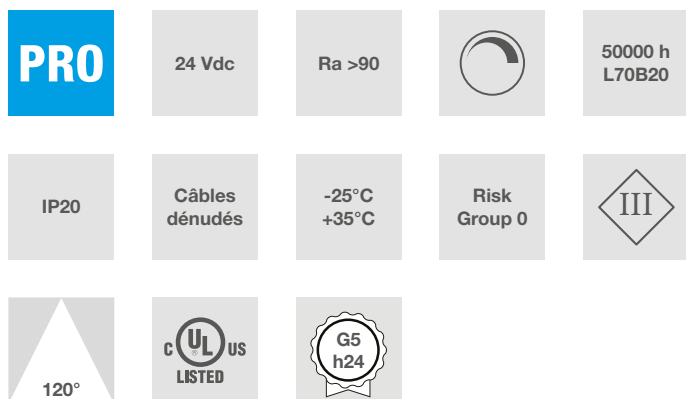 PRO
24 Vdc
Ra >90
50000 h
L70B20
IP20
Câbles
dénudés
-25°C
+35°C
Risk
Group 0
III
120°
C UL® US
LISTED
G5
h24